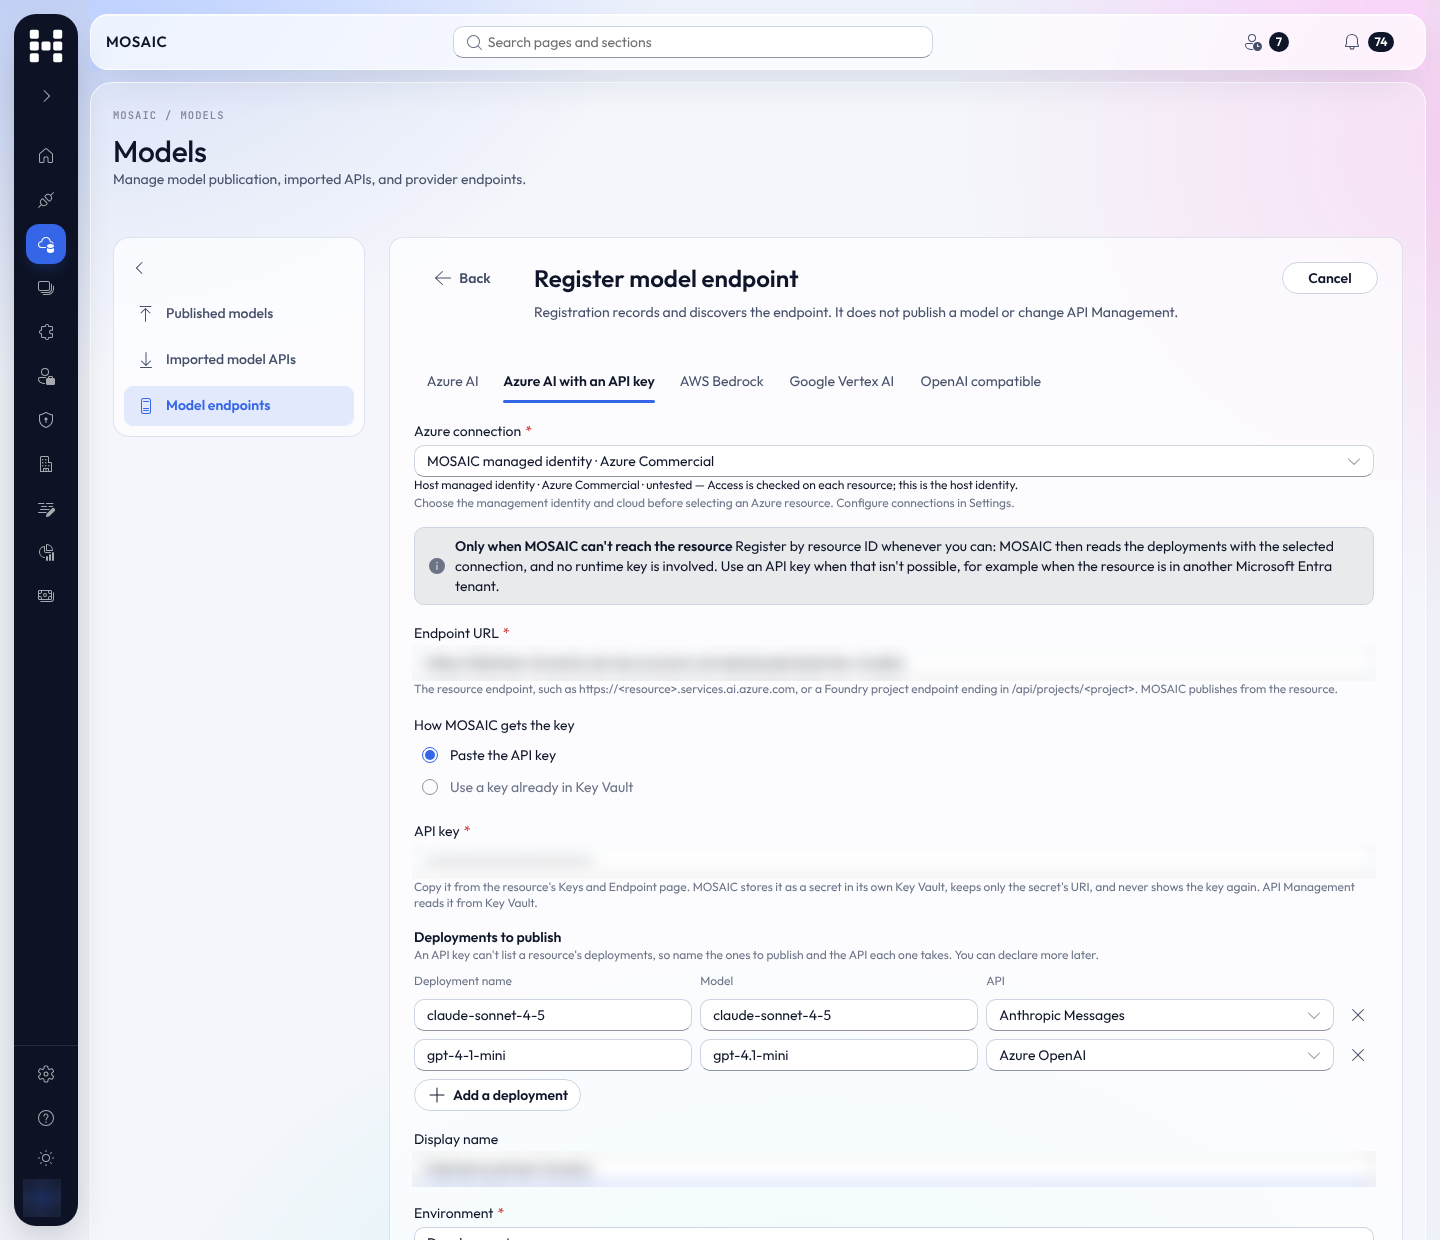 MOSAIC
Search pages and sections
7
74
MOSAIC / MODELS
Models
Manage model publication, imported APIs, and provider endpoints.
Published models
Imported model APIs
Model endpoints
Back
Register model endpoint
Cancel
Registration records and discovers the endpoint. It does not publish a model or change API Management.
Azure AI
Azure AI with an API key
AWS Bedrock
Google Vertex AI
OpenAI compatible
Azure connection *
MOSAIC managed identity · Azure Commercial
Host managed identity · Azure Commercial · untested — Access is checked on each resource; this is the host identity.
Choose the management identity and cloud before selecting an Azure resource. Configure connections in Settings.
Only when MOSAIC can't reach the resource Register by resource ID whenever you can: MOSAIC then reads the deployments with the selected
connection, and no runtime key is involved. Use an API key when that isn't possible, for example when the resource is in another Microsoft Entra
tenant.
Endpoint URL *
The resource endpoint, such as https://<resource>.services.ai.azure.com, or a Foundry project endpoint ending in /api/projects/<project>. MOSAIC publishes from the resource.
How MOSAIC gets the key
Paste the API key
Use a key already in Key Vault
API key *
Copy it from the resource's Keys and Endpoint page. MOSAIC stores it as a secret in its own Key Vault, keeps only the secret's URI, and never shows the key again. API Management
reads it from Key Vault.
Deployments to publish
An API key can't list a resource's deployments, so name the ones to publish and the API each one takes. You can declare more later.
Deployment name
Model
API
claude-sonnet-4-5
claude-sonnet-4-5
Anthropic Messages
gpt-4-1-mini
gpt-4.1-mini
Azure OpenAI
Add a deployment
Display name
Environment *